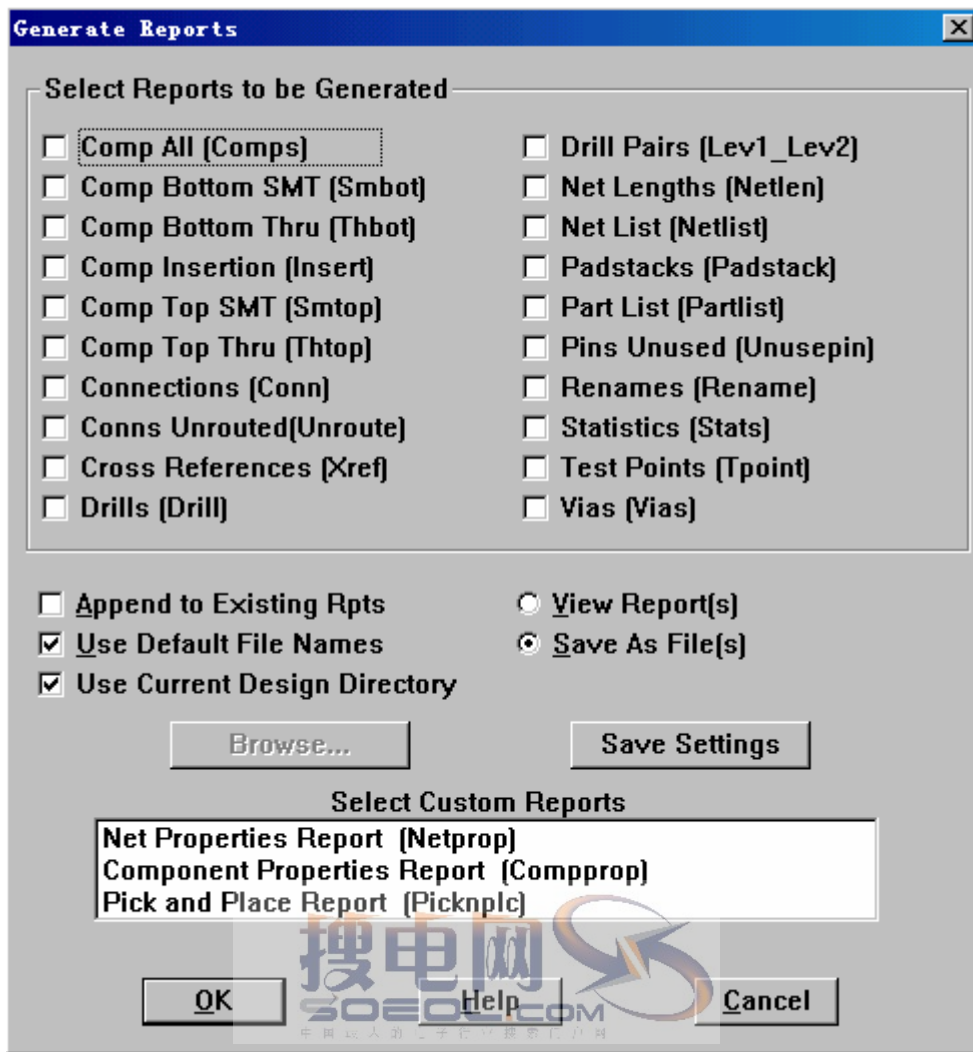 Generate Reports
Select Reports to be Generated
Comp All (Comps)
Comp Bottom SMT (Smbot)
Comp Bottom Thru (Thbot)
Comp Insertion (Insert)
Comp Top SMT (Smtop)
Comp Top Thru (Thtop)
Connections (Conn)
Conns Unrouted(Unroute)
Cross References (Xref)
Drills (Drill)
Drill Pairs (Lev1_Lev2)
Net Lengths (Netlen)
Net List (Netlist)
Padstacks (Padstack)
Part List (Partlist)
Pins Unused (Unusepin)
Renames (Rename)
Statistics (Stats)
Test Points (Tpoint)
Vias (Vias)
Append to Existing Rpts
Use Default File Names
Use Current Design Directory
View Report(s)
Save As File(s)
Browse...
Save Settings
Select Custom Reports
Net Properties Report (Netprop)
Component Properties Report (Compprop)
Pick and Place Report (Picknplc)
搜电网
SOEOL.COM
OK
Help
Cancel